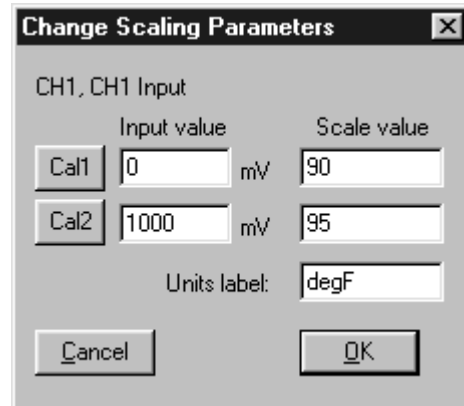 Change Scaling Parameters
CH1, CH1 Input
Input value Scale value
Cal1 0 mV 90
Cal2 1000 mV 95
Units label: degF
Cancel OK